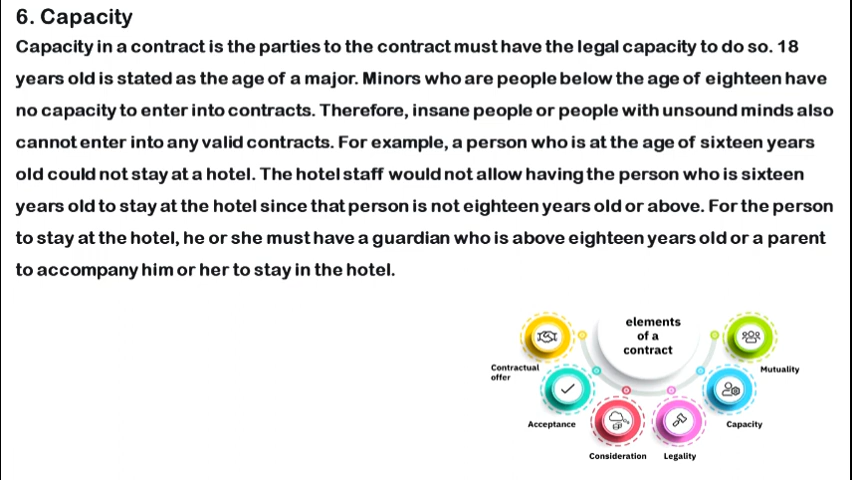 6. Capacity
Capacity in a contract is the parties to the contract must have the legal capacity to do so. 18
years old is stated as the age of a major. Minors who are people below the age of eighteen have
no capacity to enter into contracts. Therefore, insane people or people with unsound minds also
cannot enter into any valid contracts. For example, a person who is at the age of sixteen years
old could not stay at a hotel. The hotel staff would not allow having the person who is sixteen
years old to stay at the hotel since that person is not eighteen years old or above. For the person
to stay at the hotel, he or she must have a guardian who is above eighteen years old or a parent
to accompany him or her to stay in the hotel.
elements
of a
contract
Contractual
offer
Mutuality
Acceptance
Capacity
Consideration
Legality